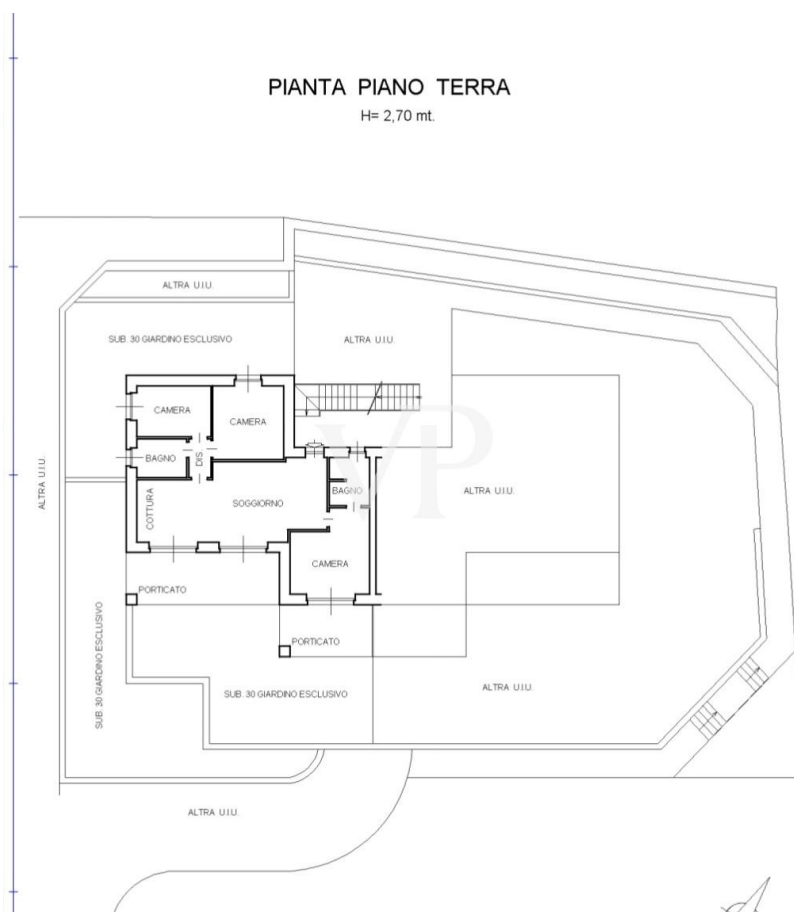 PIANTA PIANO TERRA
H= 2,70 mt.
ALTRA U.I.U.
SUB. 30 GIARDINO ESCLUSIVO
ALTRA U.I.U.
CAMERA
CAMERA
BAGNO
DIS.
ALTRA U.I.U.
COTTURA
SOGGIORNO
BAGNO
ALTRA U.I.U.
VP
CAMERA
PORTICATO
PORTICATO
SUB. 30 GIARDINO ESCLUSIVO
SUB. 30 GIARDINO ESCLUSIVO
ALTRA U.I.U.
ALTRA U.I.U.